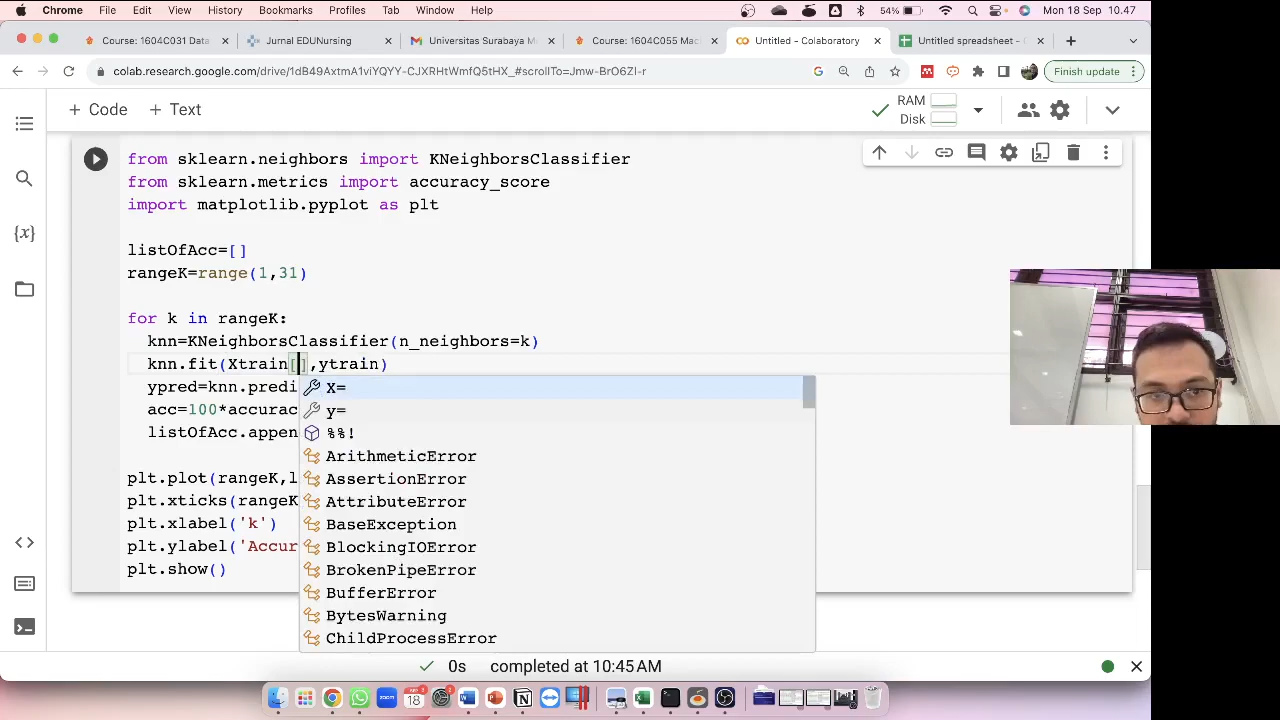 Chrome File Edit View History Bookmarks Profiles Tab Window Help 54% Mon 18 Sep 10.47
Course: 1604C031 Data Jurnal EDUNursing Universitas Surabaya M Course: 1604C055 Mac Untitled - Colaboratory Untitled spreadsheet -
colab.research.google.com/drive/1dB49AxtmA1viYQYY-CJXRHtWmfQ5tHX_#scrollTo=Jmw-BrO6ZI-r Finish update
+ Code + Text RAM
Disk
from sklearn.neighbors import KNeighborsClassifier
from sklearn.metrics import accuracy_score
import matplotlib.pyplot as plt
listOfAcc=[]
rangeK=range(1,31)
for k in rangeK:
knn=KNeighborsClassifier(n_neighbors=k)
knn.fit(Xtrain[],ytrain)
ypred=knn.predi
acc=100*accurac
listOfAcc.appen
plt.plot(rangeK,l
plt.xticks(rangeK
plt.xlabel('k')
plt.ylabel('Accur
plt.show()
X=
y=
%%!
ArithmeticError
AssertionError
AttributeError
BaseException
BlockingIOError
BrokenPipeError
BufferError
BytesWarning
ChildProcessError
0s completed at 10:45 AM